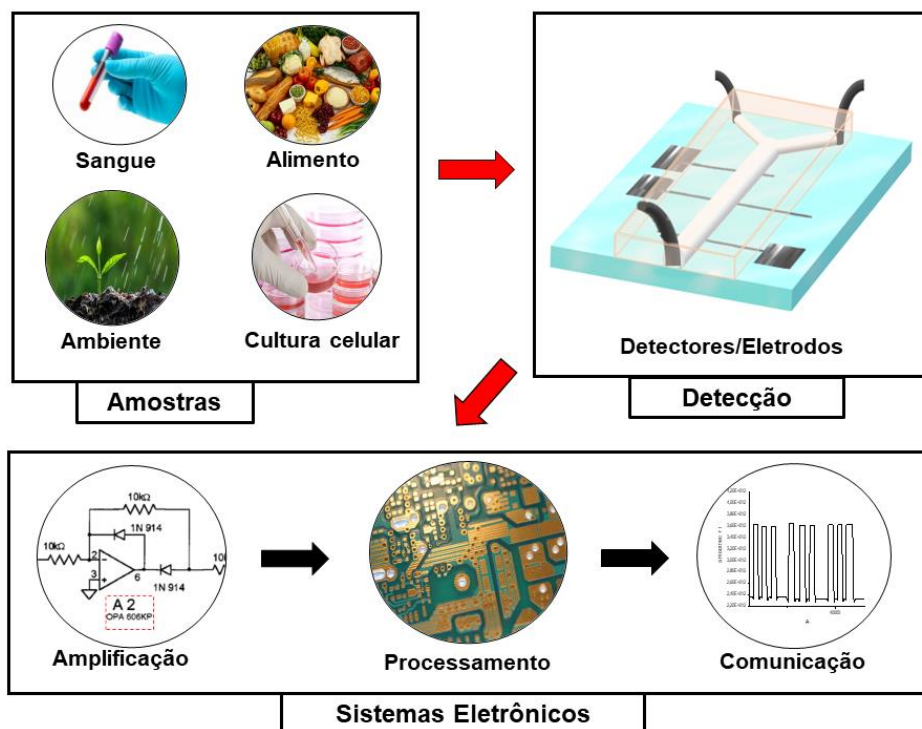 Sangue
Alimento
Ambiente
Cultura celular
Amostras
Detectores/Eletrodos
Detecção
10kΩ
1N 914
10kΩ
2
3
6
1N 914
A 2
OPA 606KP
Amplificação
Processamento
Comunicação
Sistemas Eletrônicos